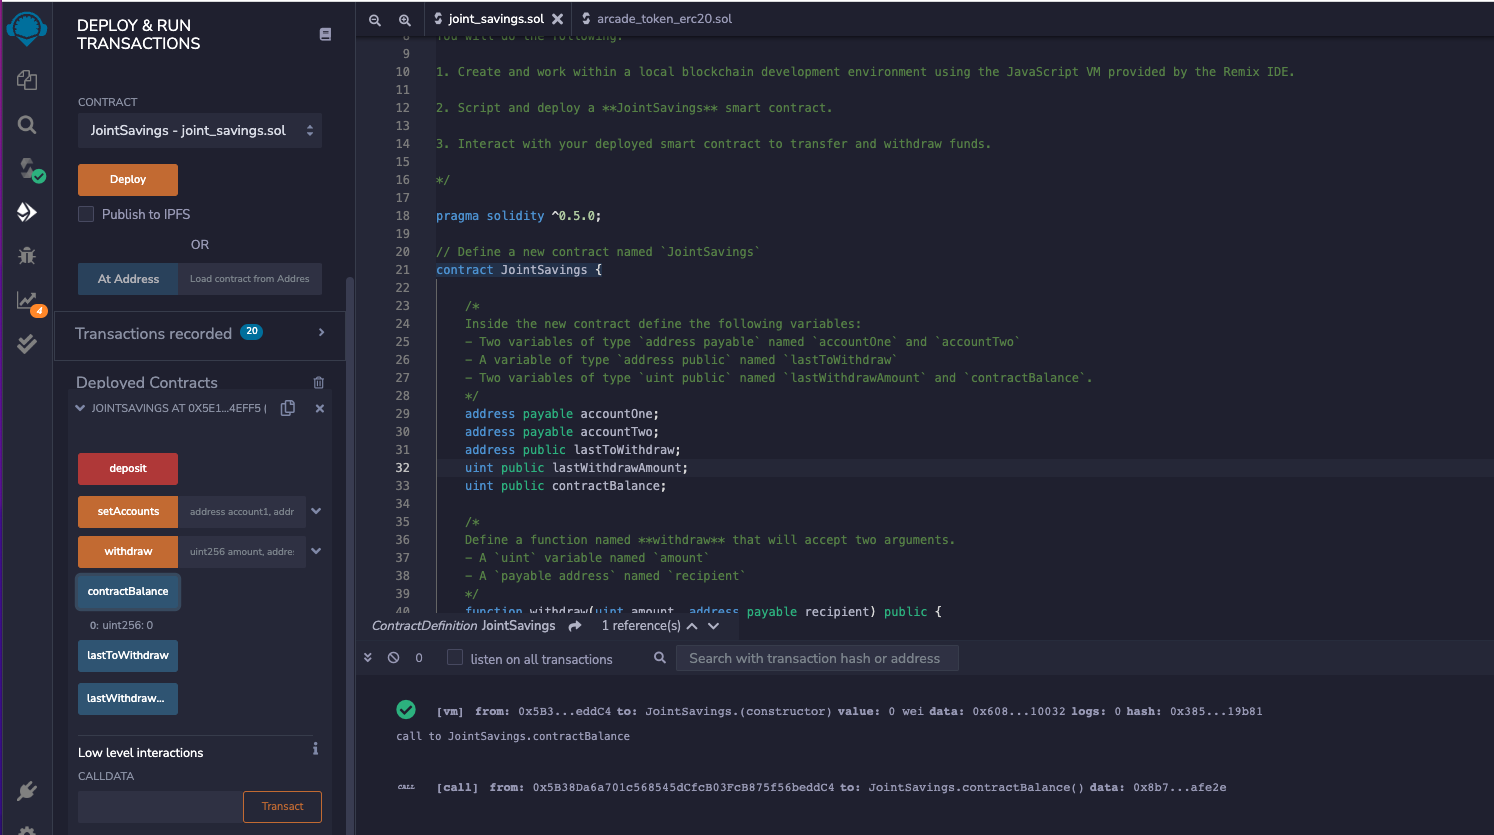 DEPLOY & RUN
TRANSACTIONS
CONTRACT
JointSavings - joint_savings.sol
Deploy
Publish to IPFS
OR
At Address
Load contract from Addres
4
Transactions recorded 20
Deployed Contracts
JOINTSAVINGS AT 0X5E1...4EFF5 (
deposit
setAccounts address account1, addr
withdraw uint256 amount, addre
contractBalance
0: uint256: 0
lastToWithdraw
lastWithdraw...
Low level interactions
i
CALLDATA
Transact
joint_savings.sol
arcade_token_erc20.sol
8 You will do the following:
9
10 1. Create and work within a local blockchain development environment using the JavaScript VM provided by the Remix IDE.
11
12 2. Script and deploy a **JointSavings** smart contract.
13
14 3. Interact with your deployed smart contract to transfer and withdraw funds.
15
16 */
17
18 pragma solidity ^0.5.0;
19
20 // Define a new contract named `JointSavings`
21 contract JointSavings {
22
23 /*
24 Inside the new contract define the following variables:
25 - Two variables of type `address payable` named `accountOne` and `accountTwo`
26 - A variable of type `address public` named `lastToWithdraw`
27 - Two variables of type `uint public` named `lastWithdrawAmount` and `contractBalance`.
28 */
29 address payable accountOne;
30 address payable accountTwo;
31 address public lastToWithdraw;
32 uint public lastWithdrawAmount;
33 uint public contractBalance;
34
35 /*
36 Define a function named **withdraw** that will accept two arguments.
37 - A `uint` variable named `amount`
38 - A `payable address` named `recipient`
39 */
40 function withdraw(uint amount, address payable recipient) public {
ContractDefinition JointSavings 1 reference(s)
0 listen on all transactions
Search with transaction hash or address
[vm] from: 0x5B3...eddC4 to: JointSavings.(constructor) value: 0 wei data: 0x608...10032 logs: 0 hash: 0x385...19b81
call to JointSavings.contractBalance
CALL [call] from: 0x5B38Da6a701c568545dCfcB03FcB875f56beddC4 to: JointSavings.contractBalance() data: 0x8b7...afe2e